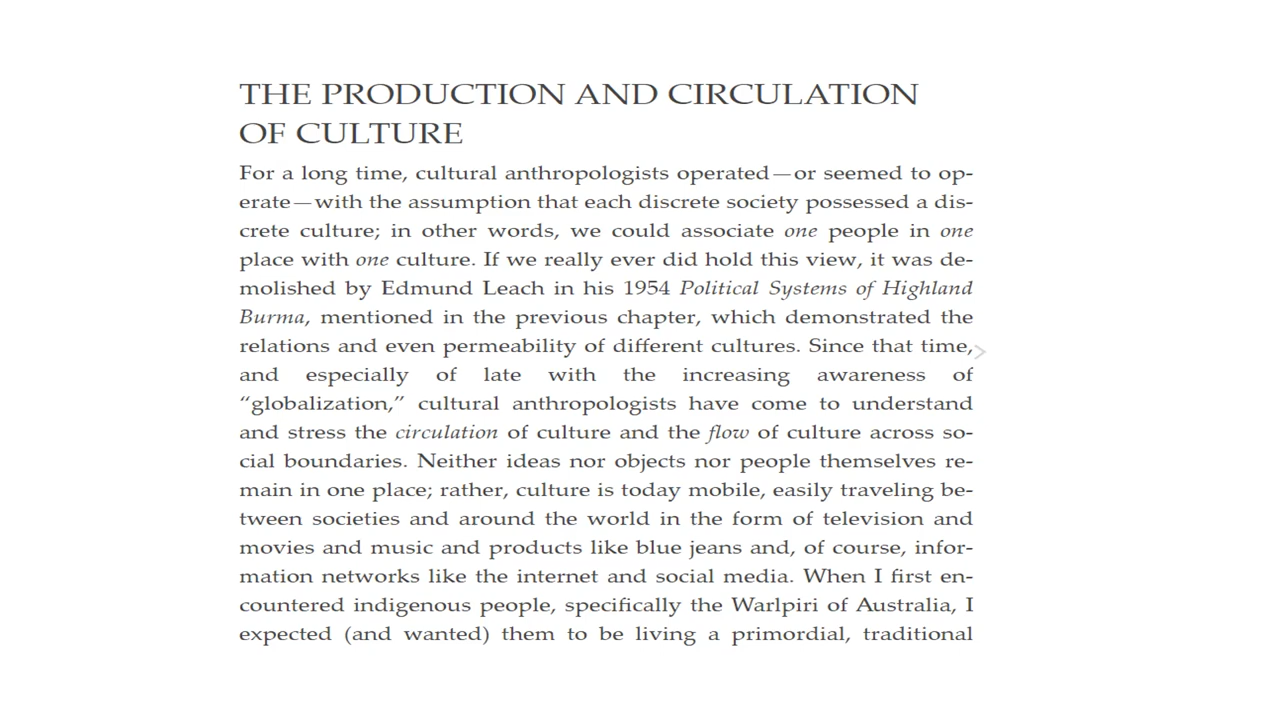 THE PRODUCTION AND CIRCULATION
OF CULTURE
For a long time, cultural anthropologists operated—or seemed to op-
erate—with the assumption that each discrete society possessed a dis-
crete culture; in other words, we could associate one people in one
place with one culture. If we really ever did hold this view, it was de-
molished by Edmund Leach in his 1954 Political Systems of Highland
Burma, mentioned in the previous chapter, which demonstrated the
relations and even permeability of different cultures. Since that time,
and especially of late with the increasing awareness of
“globalization,” cultural anthropologists have come to understand
and stress the circulation of culture and the flow of culture across so-
cial boundaries. Neither ideas nor objects nor people themselves re-
main in one place; rather, culture is today mobile, easily traveling be-
tween societies and around the world in the form of television and
movies and music and products like blue jeans and, of course, infor-
mation networks like the internet and social media. When I first en-
countered indigenous people, specifically the Warlpiri of Australia, I
expected (and wanted) them to be living a primordial, traditional